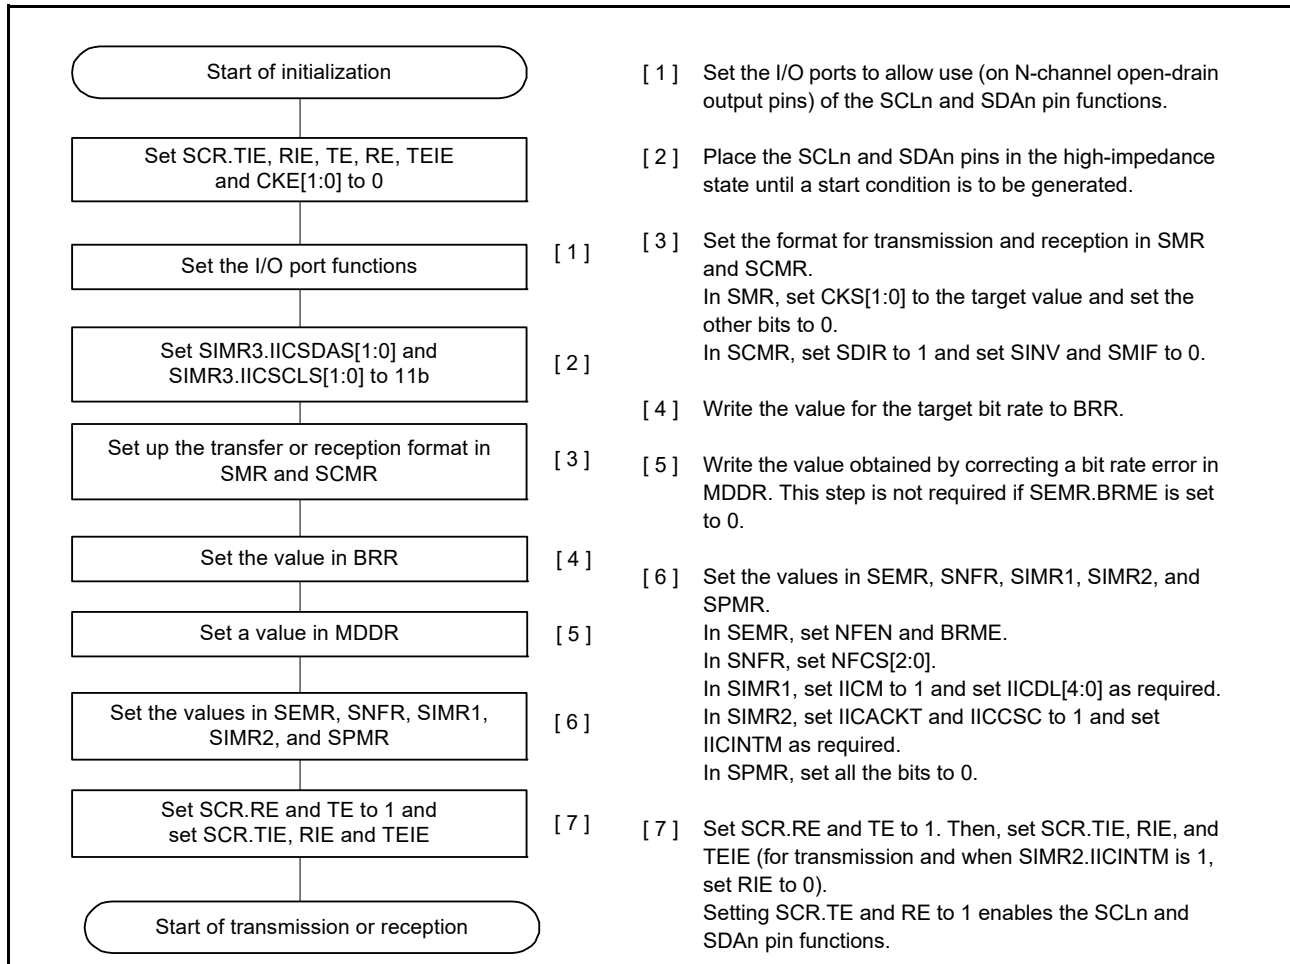 Start of initialization
Set SCR.TIE, RIE, TE, RE, TEIE
and CKE[1:0] to 0
Set the I/O port functions
[ 1 ]
Set SIMR3.IICSDAS[1:0] and
SIMR3.IICSCLS[1:0] to 11b
[ 2 ]
Set up the transfer or reception format in
SMR and SCMR
[ 3 ]
Set the value in BRR
[ 4 ]
Set a value in MDDR
[ 5 ]
Set the values in SEMR, SNFR, SIMR1,
SIMR2, and SPMR
[ 6 ]
Set SCR.RE and TE to 1 and
set SCR.TIE, RIE and TEIE
[ 7 ]
Start of transmission or reception
[ 1 ] Set the I/O ports to allow use (on N-channel open-drain
output pins) of the SCLn and SDAn pin functions.
[ 2 ] Place the SCLn and SDAn pins in the high-impedance
state until a start condition is to be generated.
[ 3 ] Set the format for transmission and reception in SMR
and SCMR.
In SMR, set CKS[1:0] to the target value and set the
other bits to 0.
In SCMR, set SDIR to 1 and set SINV and SMIF to 0.
[ 4 ] Write the value for the target bit rate to BRR.
[ 5 ] Write the value obtained by correcting a bit rate error in
MDDR. This step is not required if SEMR.BRME is set
to 0.
[ 6 ] Set the values in SEMR, SNFR, SIMR1, SIMR2, and
SPMR.
In SEMR, set NFEN and BRME.
In SNFR, set NFCS[2:0].
In SIMR1, set IICM to 1 and set IICDL[4:0] as required.
In SIMR2, set IICACKT and IICCSC to 1 and set
IICINTM as required.
In SPMR, set all the bits to 0.
[ 7 ] Set SCR.RE and TE to 1. Then, set SCR.TIE, RIE, and
TEIE (for transmission and when SIMR2.IICINTM is 1,
set RIE to 0).
Setting SCR.TE and RE to 1 enables the SCLn and
SDAn pin functions.